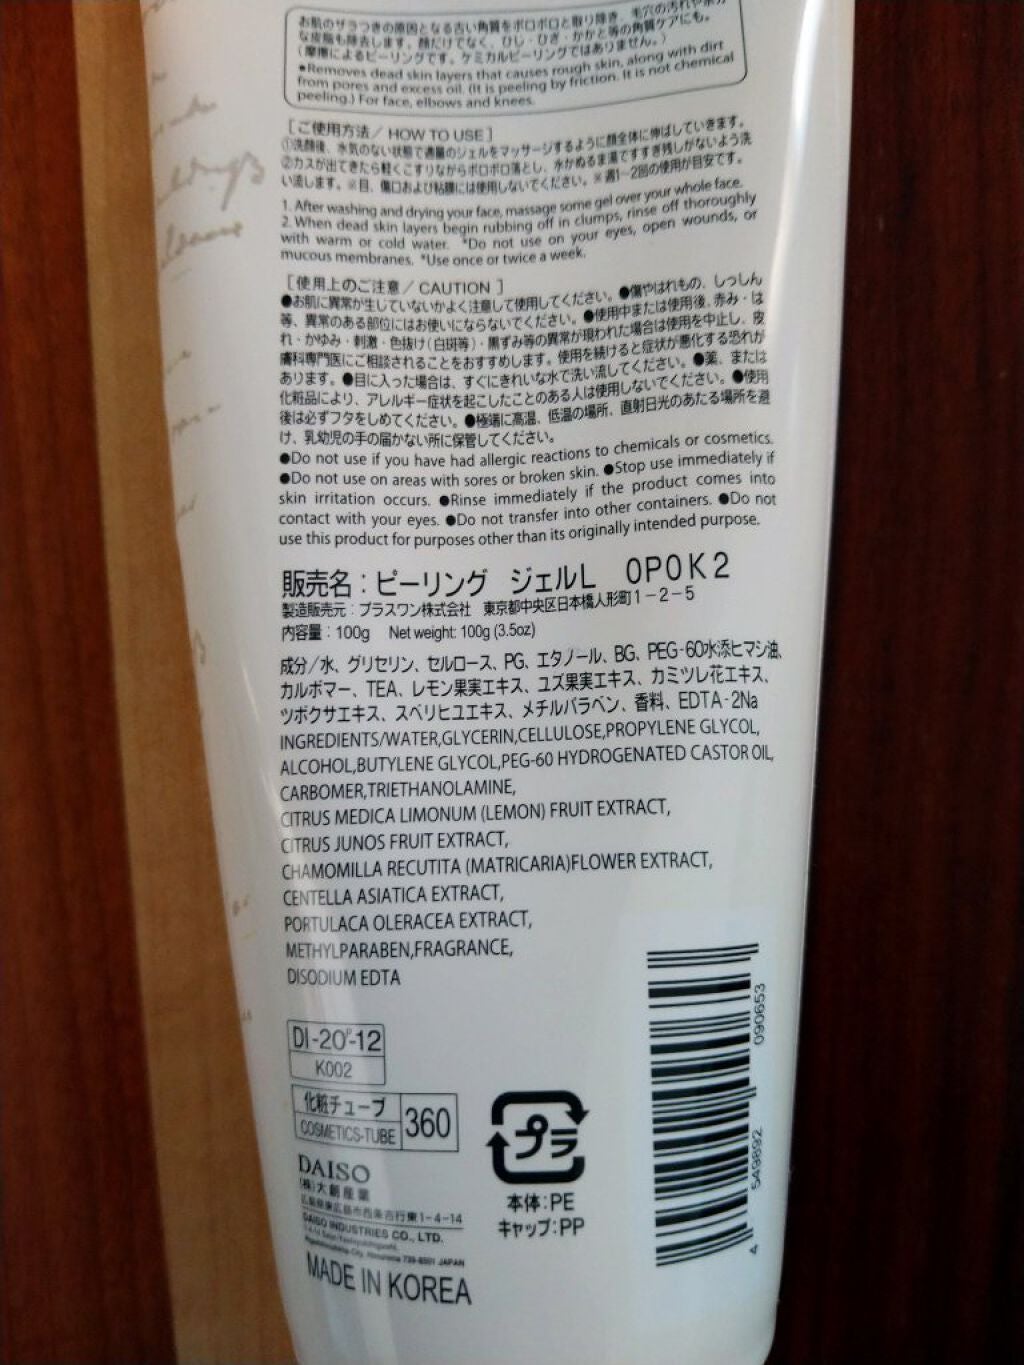 お肌のザラつきの原因となる古い角質をポロポロと取り除き、毛穴の汚れや余分
な皮脂も除去します。顔だけでなく、ひじ・ひざ・かかと等の角質ケアにも。
(摩擦によるピーリングです。ケミカルピーリングではありません。)
●Removes dead skin layers that causes rough skin, along with dirt
from pores and excess oil. (It is peeling by friction. It is not chemical
peeling.) For face, elbows and knees.
[ご使用方法/ HOW TO USE]
①洗顔後、水気のない状態で適量のジェルをマッサージするように顔全体に伸ばしていきます。
②カスが出てきたら軽くこすりながらポロポロ落とし、水かぬるま湯ですすぎ残しがないよう洗
い流します。※目、傷口および粘膜には使用しないでください。※週1~2回の使用が目安です。
1. After washing and drying your face, massage some gel over your whole face.
2. When dead skin layers begin rubbing off in clumps, rinse off thoroughly
with warm or cold water. *Do not use on your eyes, open wounds, or
mucous membranes. *Use once or twice a week.
[使用上のご注意/ CAUTION ]
●お肌に異常が生じていないかよく注意して使用してください。●傷やはれもの、しっしん
等、異常のある部位にはお使いにならないでください。●使用中または使用後、赤み・は
れ・かゆみ・刺激・色抜け(白斑等)・黒ずみ等の異常が現われた場合は使用を中止し、皮
膚科専門医にご相談されることをおすすめします。使用を続けると症状が悪化する恐れが
あります。●目に入った場合は、すぐにきれいな水で洗い流してください。●薬、または
化粧品により、アレルギー症状を起こしたことのある人は使用しないでください。●使用
後は必ずフタをしめてください。●極端に高温、低温の場所、直射日光のあたる場所を避
け、乳幼児の手の届かない所に保管してください。
●Do not use if you have had allergic reactions to chemicals or cosmetics.
●Do not use on areas with sores or broken skin. ●Stop use immediately if
skin irritation occurs. ●Rinse immediately if the product comes into
contact with your eyes. ●Do not transfer into other containers. ●Do not
use this product for purposes other than its originally intended purpose.
販売名:ピーリング ジェルL 0P0K2
製造販売元:プラスワン株式会社 東京都中央区日本橋人形町1-2-5
内容量:100g Net weight: 100g (3.5oz)
成分/水、グリセリン、セルロース、PG、エタノール、BG、PEG-60水添ヒマシ油、
カルボマー、TEA、レモン果実エキス、ユズ果実エキス、カミツレ花エキス、
ツボクサエキス、スベリヒユエキス、メチルパラベン、香料、EDTA-2Na
INGREDIENTS/WATER,GLYCERIN,CELLULOSE,PROPYLENE GLYCOL,
ALCOHOL,BUTYLENE GLYCOL,PEG-60 HYDROGENATED CASTOR OIL,
CARBOMER,TRIETHANOLAMINE,
CITRUS MEDICA LIMONUM (LEMON) FRUIT EXTRACT,
CITRUS JUNOS FRUIT EXTRACT,
CHAMOMILLA RECUTITA (MATRICARIA)FLOWER EXTRACT,
CENTELLA ASIATICA EXTRACT,
PORTULACA OLERACEA EXTRACT,
METHYLPARABEN,FRAGRANCE,
DISODIUM EDTA
DI-20P-12
K002
化粧チューブ
COSMETICS-TUBE
360
プラ
本体:PE
キャップ:PP
DAISO
(株)大創産業
広島県東広島市西条吉行東1-4-14
DAISO INDUSTRIES CO., LTD.
739-8501 JAPAN
MADE IN KOREA
4 549892 090653